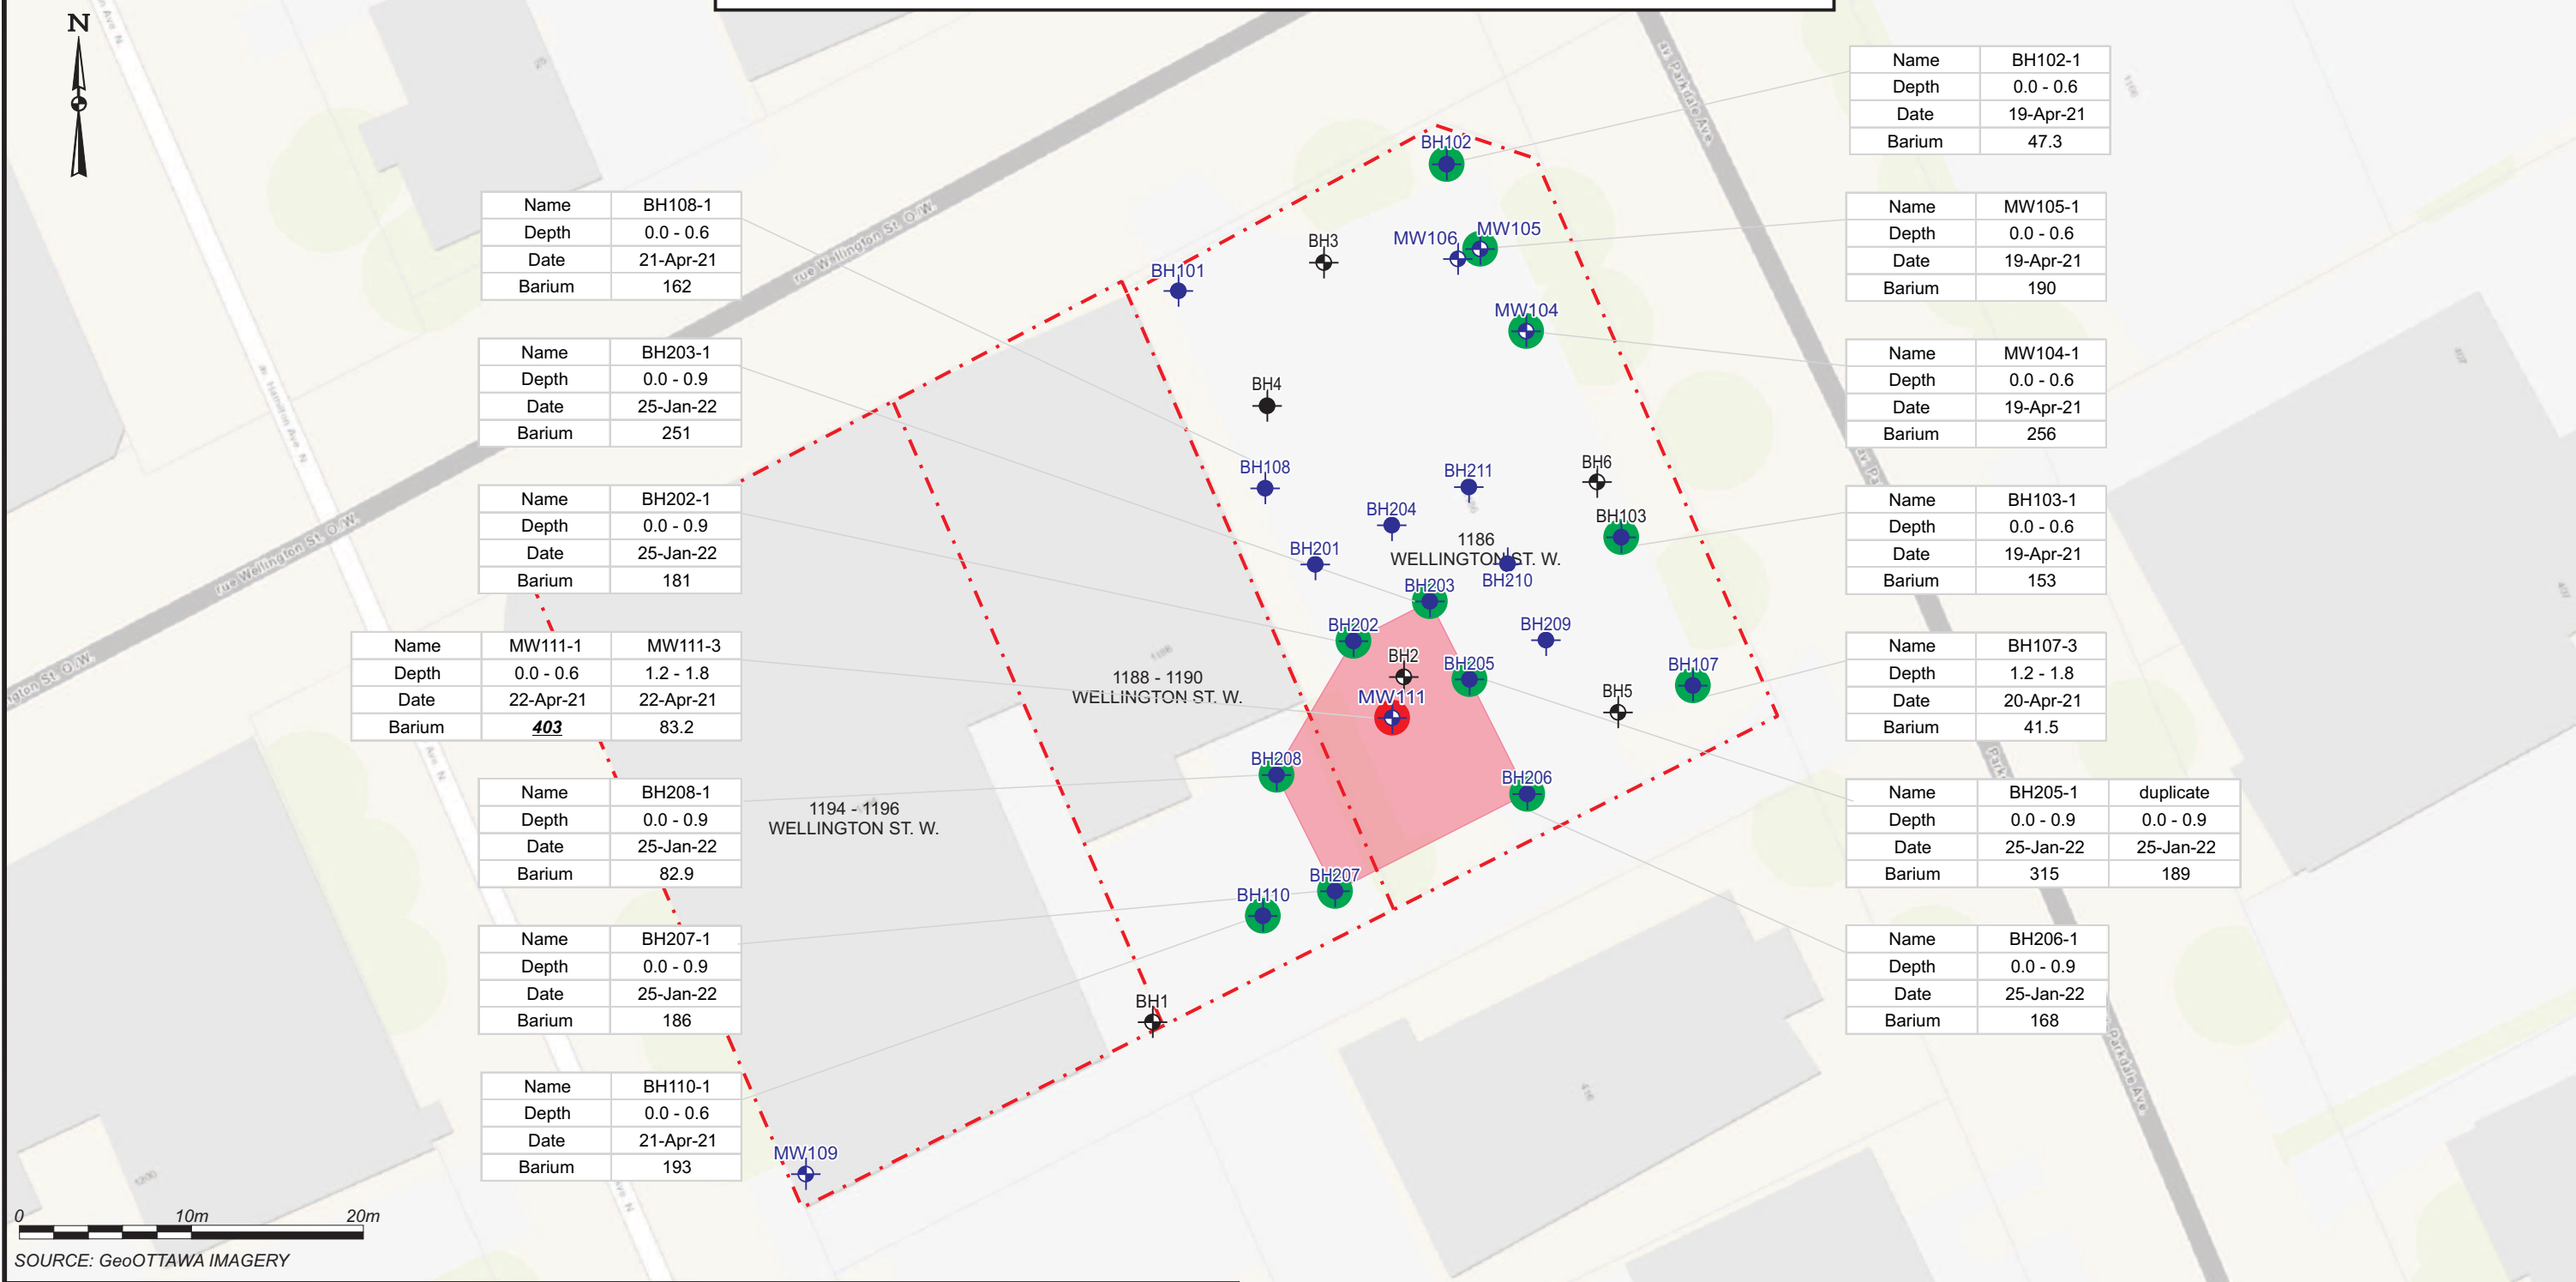 N
Name BH108-1
Depth 0.0 - 0.6
Date 21-Apr-21
Barium 162
Name BH203-1
Depth 0.0 - 0.9
Date 25-Jan-22
Barium 251
Name BH202-1
Depth 0.0 - 0.9
Date 25-Jan-22
Barium 181
Name MW111-1 MW111-3
Depth 0.0 - 0.6 1.2 - 1.8
Date 22-Apr-21 22-Apr-21
Barium 403 83.2
Name BH208-1
Depth 0.0 - 0.9
Date 25-Jan-22
Barium 82.9
Name BH207-1
Depth 0.0 - 0.9
Date 25-Jan-22
Barium 186
Name BH110-1
Depth 0.0 - 0.6
Date 21-Apr-21
Barium 193
rue Wellington St. O./W.
rue Wellington St. O./W.
av. Hamilton Ave. N
av. Parkdale Ave.
BH102
MW106
MW105
BH3
BH101
MW104
BH4
BH108
BH211
BH6
BH204
BH103
BH201
1186
WELLINGTON ST. W.
BH210
BH203
BH202
BH209
BH2
BH205
BH107
MW111
BH5
1188 - 1190
WELLINGTON ST. W.
BH208
BH206
1194 - 1196
WELLINGTON ST. W.
BH207
BH110
BH1
MW109
Name BH102-1
Depth 0.0 - 0.6
Date 19-Apr-21
Barium 47.3
Name MW105-1
Depth 0.0 - 0.6
Date 19-Apr-21
Barium 190
Name MW104-1
Depth 0.0 - 0.6
Date 19-Apr-21
Barium 256
Name BH103-1
Depth 0.0 - 0.6
Date 19-Apr-21
Barium 153
Name BH107-3
Depth 1.2 - 1.8
Date 20-Apr-21
Barium 41.5
Name BH205-1 duplicate
Depth 0.0 - 0.9 0.0 - 0.9
Date 25-Jan-22 25-Jan-22
Barium 315 189
Name BH206-1
Depth 0.0 - 0.9
Date 25-Jan-22
Barium 168
Parkdale Ave.
0 10m 20m
SOURCE: GeoOTTAWA IMAGERY